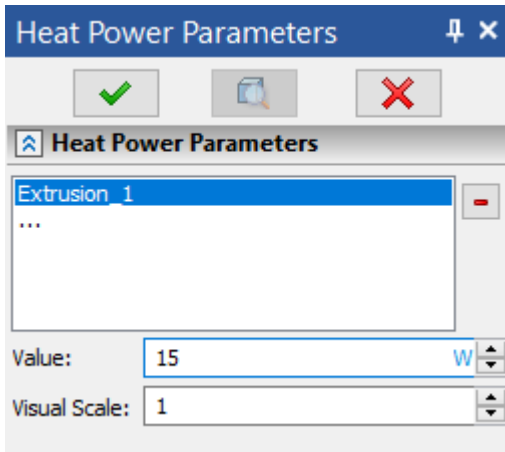 Heat Power Parameters
Heat Power Parameters
Extrusion_1
...
Value: 15 W
Visual Scale: 1